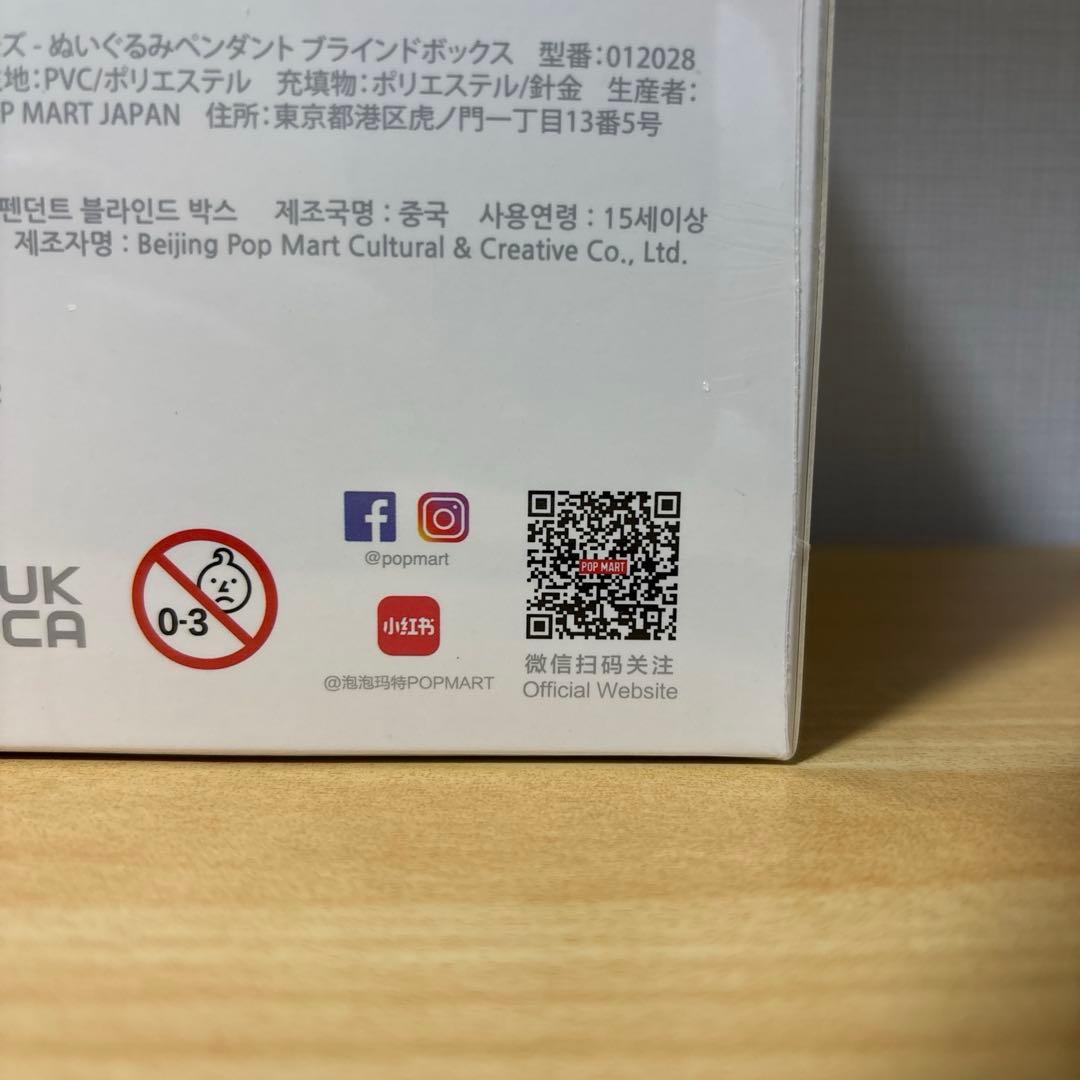 ズ - ぬいぐるみペンダント ブラインドボックス 型番：012028
地：PVC/ポリエステル 充填物：ポリエステル/針金 生産者：
P MART JAPAN 住所：東京都港区虎ノ門一丁目13番5号
펜던트 블라인드 박스 제조국명 : 중국 사용연령 : 15세이상
제조자명 : Beijing Pop Mart Cultural & Creative Co., Ltd.
@popmart
小红书
@泡泡玛特POPMART
POP MART
微信扫码关注
Official Website
0-3
UK
CA